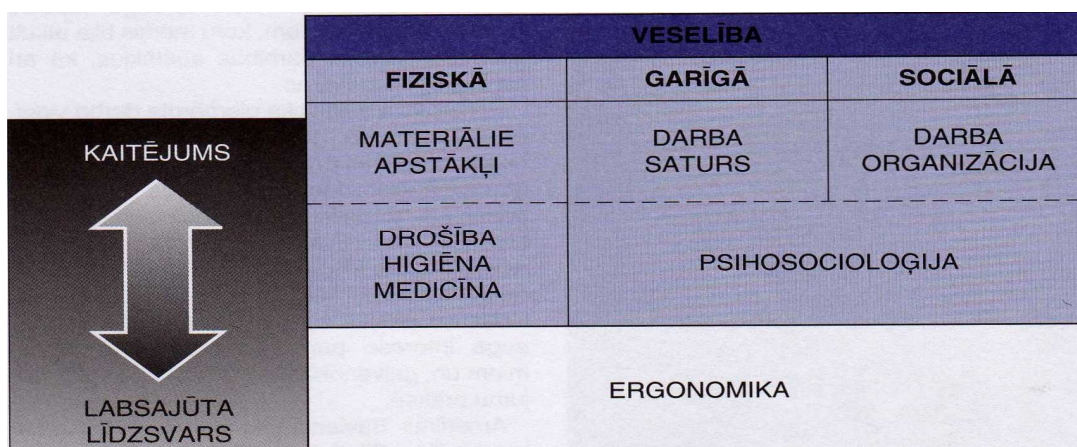 VESELĪBA
FIZISKĀ
GARĪGĀ
SOCIĀLĀ
KAITĒJUMS
MATERIĀLIE
APSTĀKĻI
DARBA
SATURS
DARBA
ORGANIZĀCIJA
DROŠĪBA
HIGIĒNA
MEDICĪNA
PSIHOSOCIOLOĢIJA
ERGONOMIKA
LABSAJŪTA
LĪDZSVARS